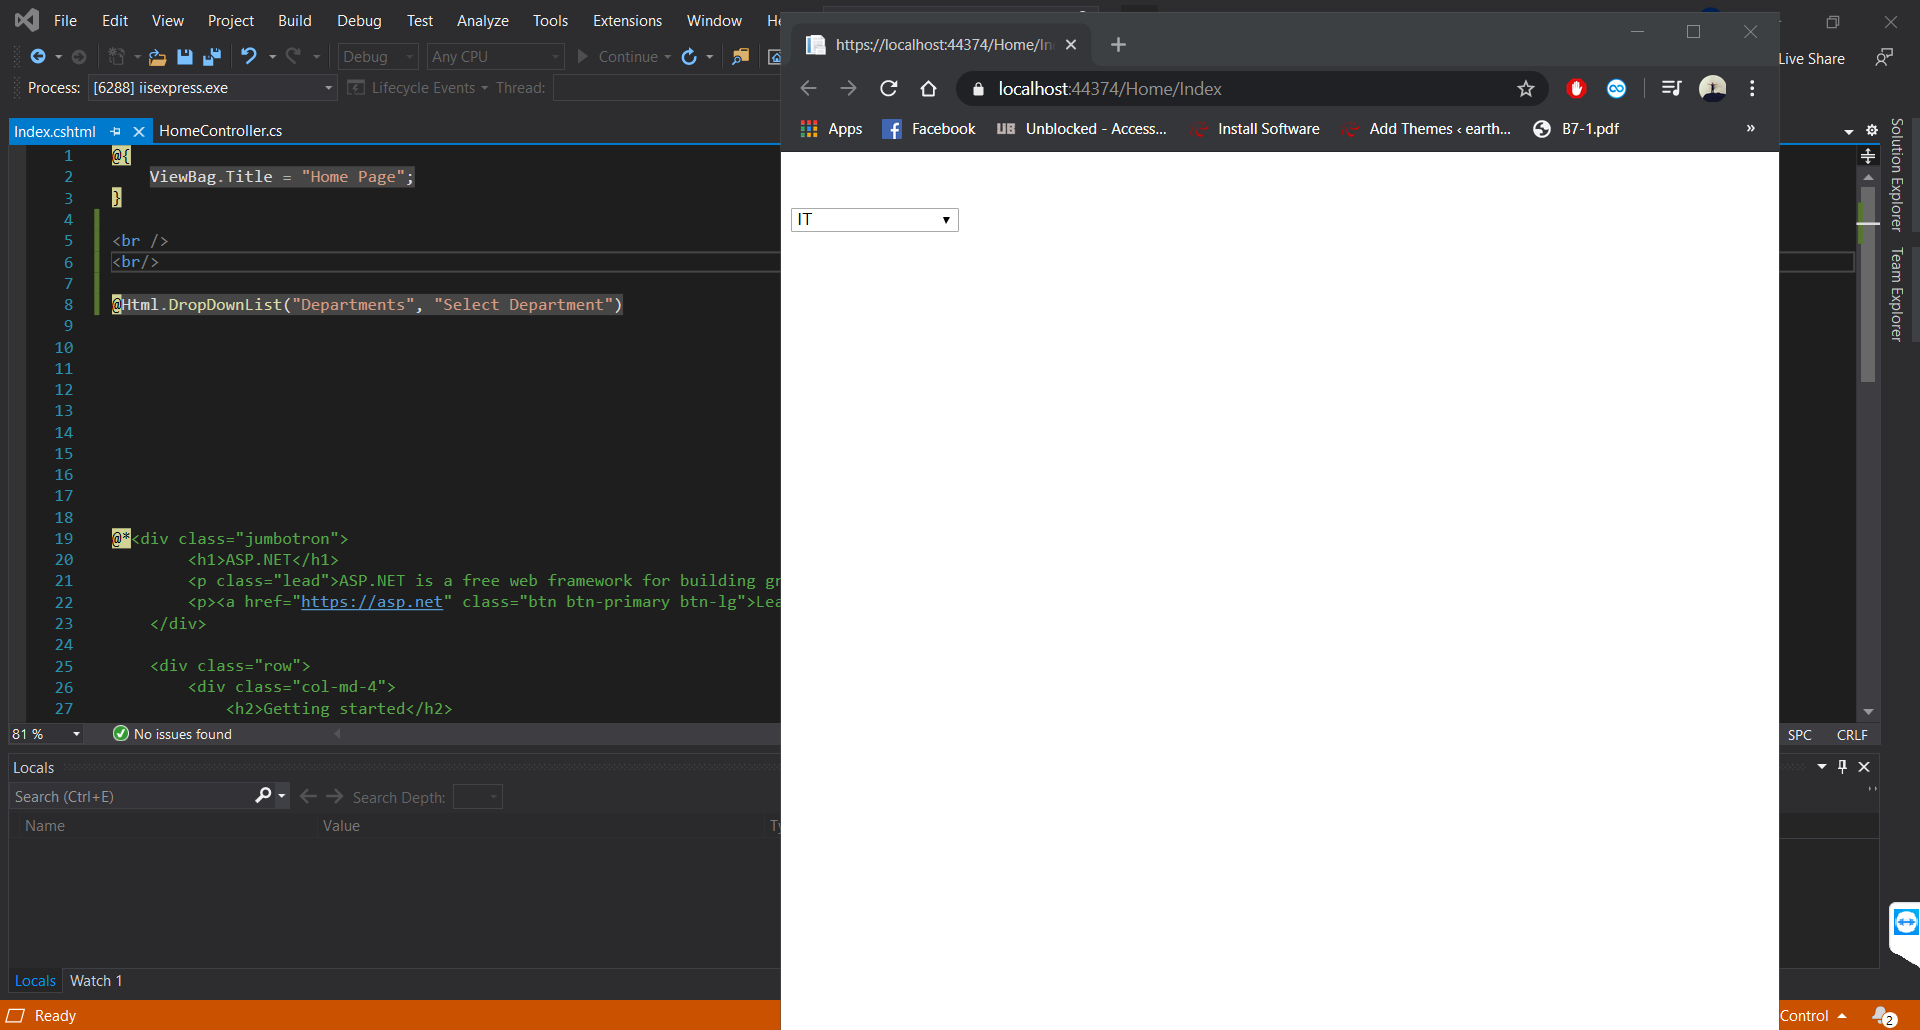 File Edit View Project Build Debug Test Analyze Tools Extensions Window
Debug Any CPU Continue
Live Share
Process: [6288] iisexpress.exe Lifecycle Events Thread:
Index.cshtml HomeController.cs
1 @{
2 ViewBag.Title = "Home Page";
3 }
4
5 <br />
6 <br/>
7
8 @Html.DropDownList("Departments", "Select Department")
9
10
11
12
13
14
15
16
17
18
19 @*<div class="jumbotron">
20 <h1>ASP.NET</h1>
21 <p class="lead">ASP.NET is a free web framework for building
22 <p><a href="https://asp.net" class="btn btn-primary btn-lg">
23 </div>
24
25 <div class="row">
26 <div class="col-md-4">
27 <h2>Getting started</h2>
81 % No issues found
SPC CRLF
Locals
Search (Ctrl+E) Search Depth:
Name Value
Locals Watch 1
Ready
Control 2
https://localhost:44374/Home/In
localhost:44374/Home/Index
Apps Facebook UB Unblocked - Access... Install Software Add Themes ‹ earth... B7-1.pdf »
IT
Solution Explorer
Team Explorer